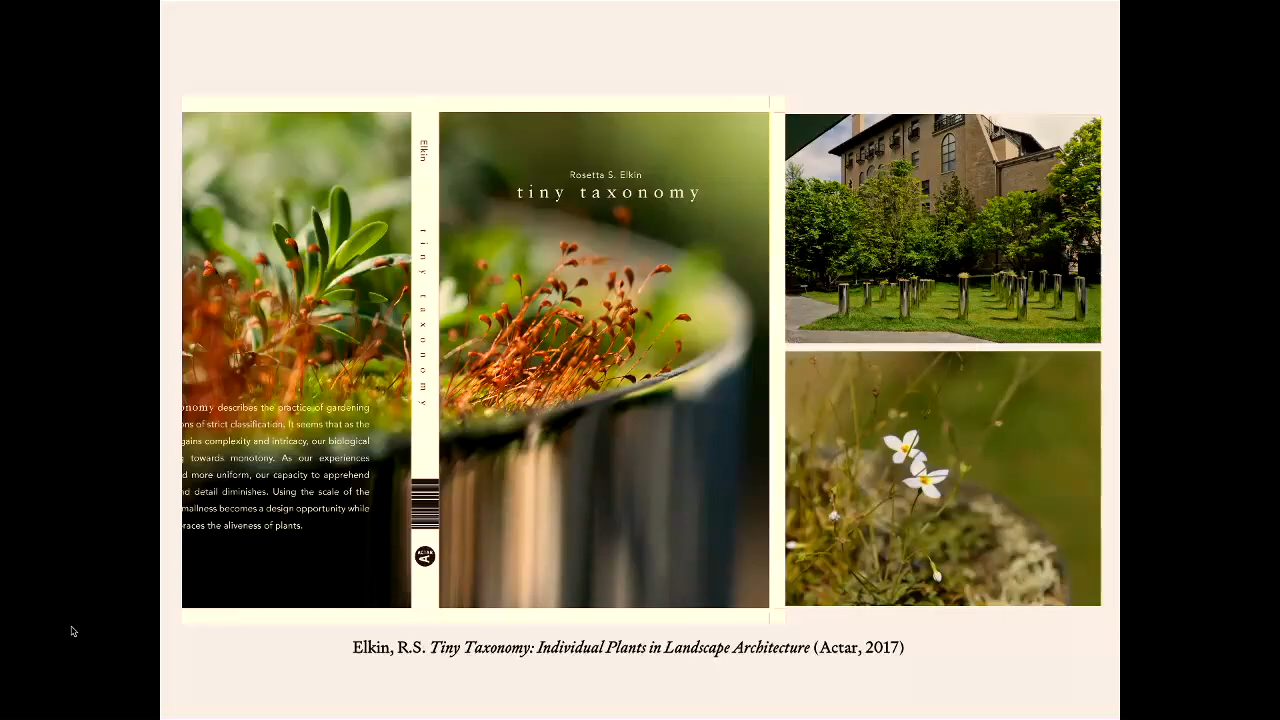 onomy describes the practice of gardening
ons of strict classification. It seems that as the
gains complexity and intricacy, our biological
g towards monotony. As our experiences
d more uniform, our capacity to apprehend
nd detail diminishes. Using the scale of the
mallness becomes a design opportunity while
braces the aliveness of plants.
Elkin
tiny taxonomy
ACTAR
Rosetta S. Elkin
tiny taxonomy
Elkin, R.S. Tiny Taxonomy: Individual Plants in Landscape Architecture (Actar, 2017)